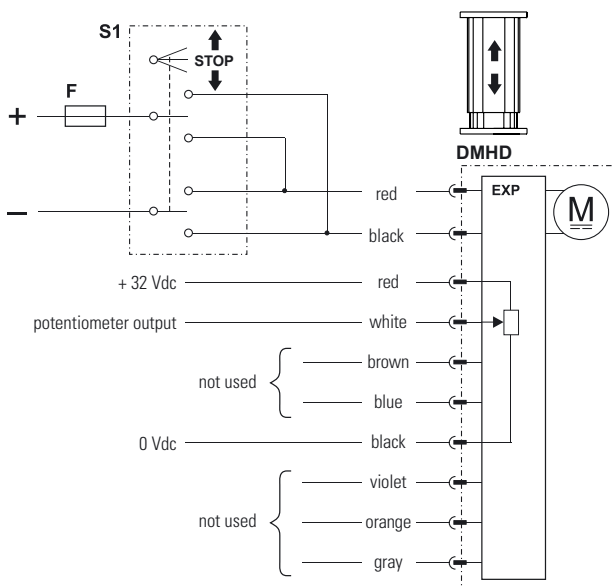 S1
STOP
F
+
−
DMHD
EXP
M
red
black
+ 32 Vdc
red
potentiometer output
white
not used
brown
blue
0 Vdc
black
not used
violet
orange
gray